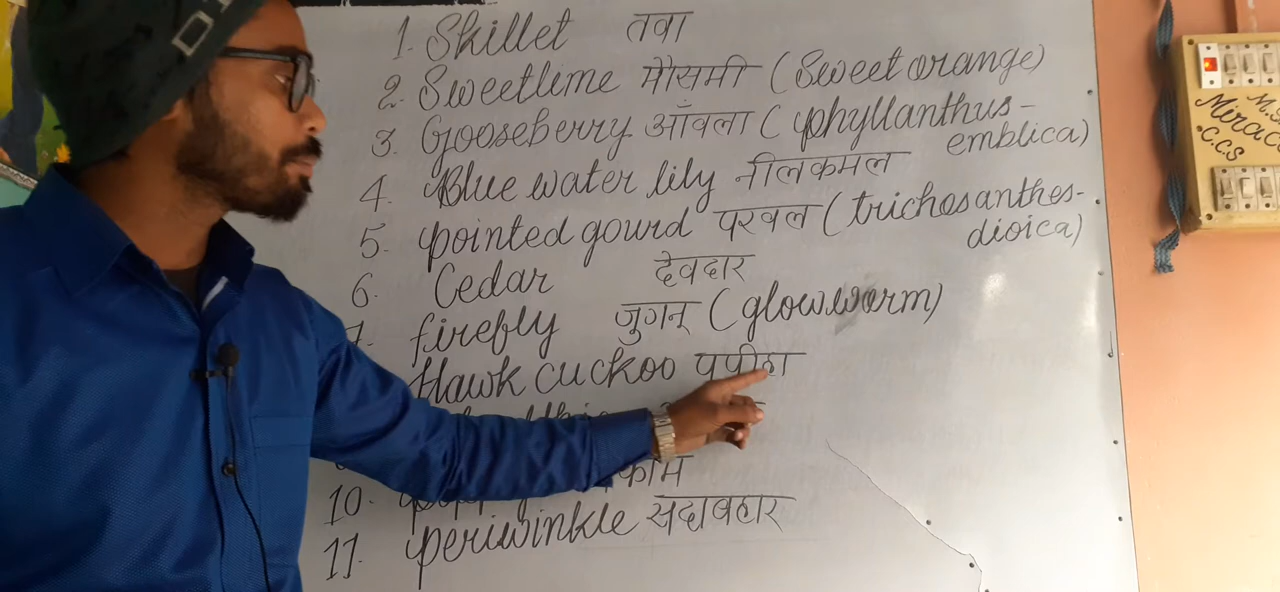 1. Skillet तवा
2. Sweetlime मौसमी (Sweet orange)
3. Gooseberry आँवला (phyllanthus-
emblica)
4. Blue water lily नीलकमल
5. pointed gourd परवल (trichosanthes-
dioica)
6. Cedar देवदार
7. firefly जुगनू (glowworm)
Hawk cuckoo पपीहा
10.
11. periwinkle सदाबहार
C.C.S